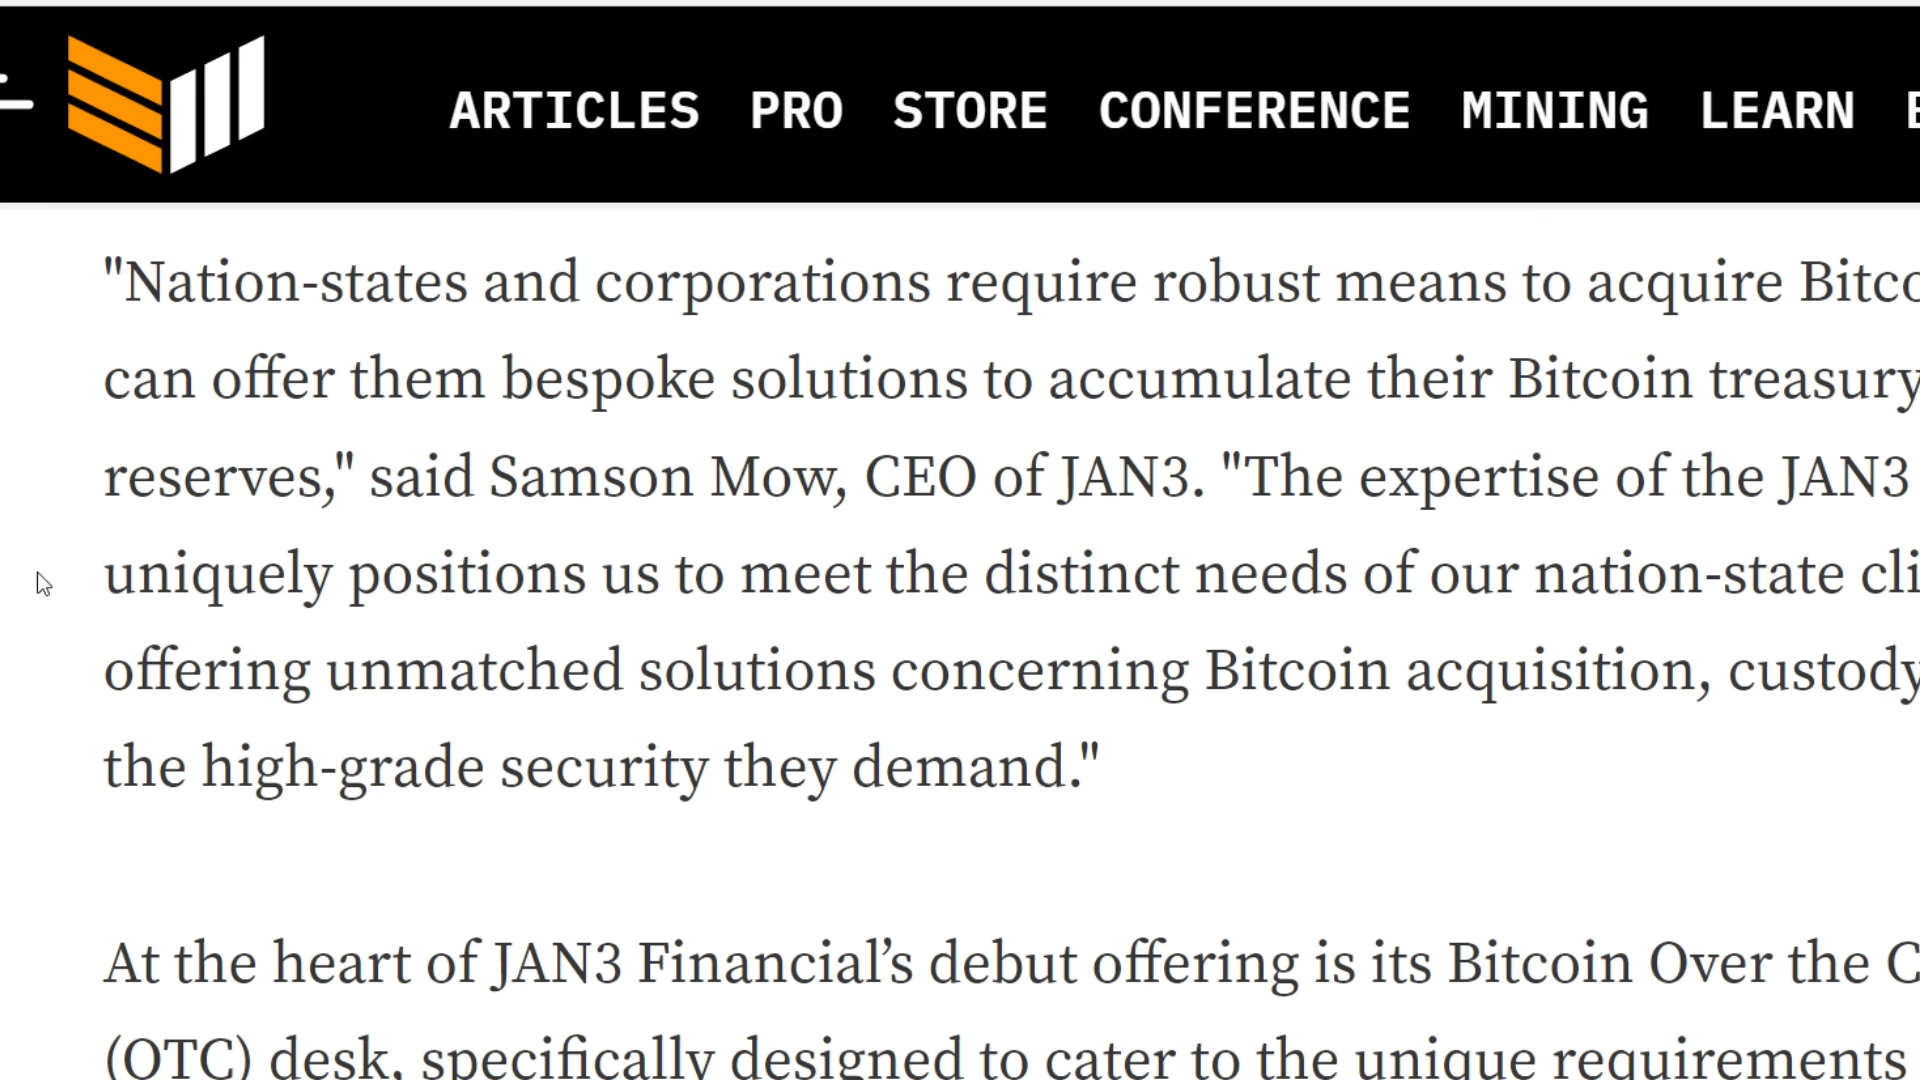 ARTICLES PRO STORE CONFERENCE MINING LEARN
"Nation-states and corporations require robust means to acquire Bitco
can offer them bespoke solutions to accumulate their Bitcoin treasury
reserves," said Samson Mow, CEO of JAN3. "The expertise of the JAN3
uniquely positions us to meet the distinct needs of our nation-state cli
offering unmatched solutions concerning Bitcoin acquisition, custody
the high-grade security they demand."
At the heart of JAN3 Financial’s debut offering is its Bitcoin Over the C
(OTC) desk, specifically designed to cater to the unique requirements